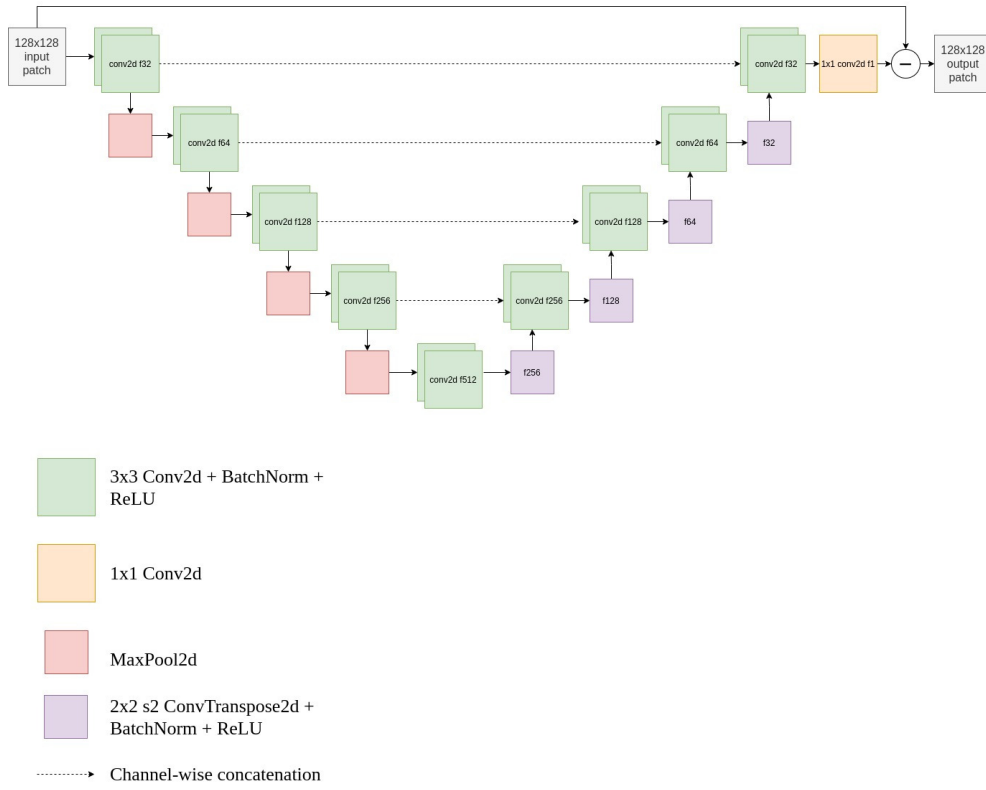 128x128
input
patch
conv2d f32
conv2d f32
1x1 conv2d f1
−
128x128
output
patch
conv2d f64
conv2d f64
f32
conv2d f128
conv2d f128
f64
conv2d f256
conv2d f256
f128
conv2d f512
f256
3x3 Conv2d + BatchNorm +
ReLU
1x1 Conv2d
MaxPool2d
2x2 s2 ConvTranspose2d +
BatchNorm + ReLU
Channel-wise concatenation